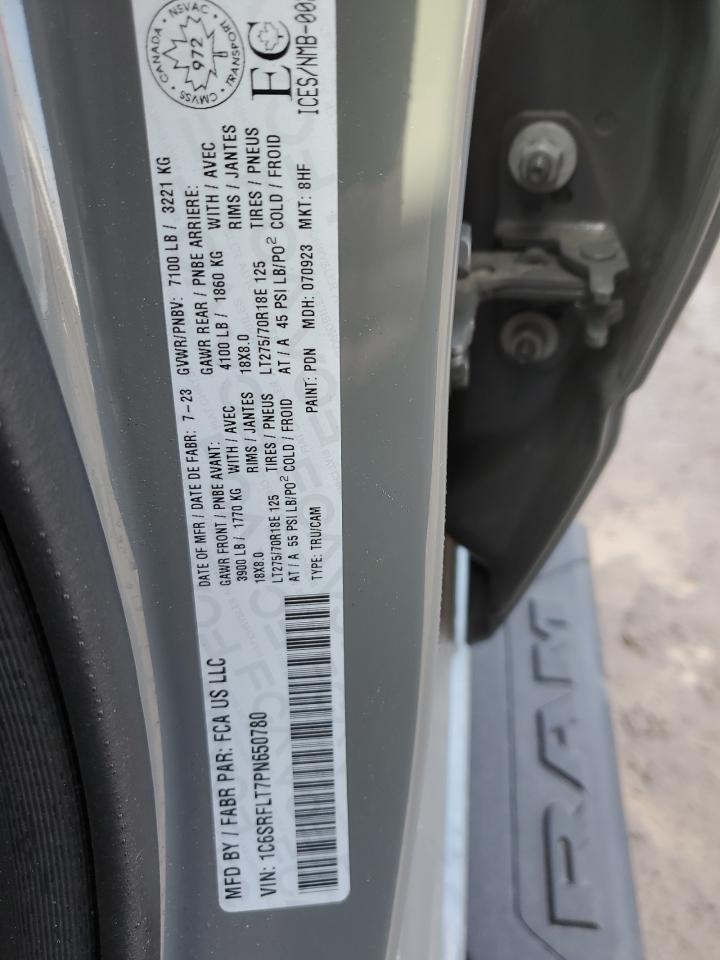 MFD BY / FABR PAR: FCA US LLC
DATE OF MFR / DATE DE FABR: 7-23
GVWR/PNBV: 7100 LB / 3221 KG
GAWR FRONT / PNBE AVANT:
3900 LB / 1770 KG WITH / AVEC
18X8.0 RIMS / JANTES
LT275/70R18E 125 TIRES / PNEUS
AT / A 55 PSI LB/PO² COLD / FROID
GAWR REAR / PNBE ARRIERE:
4100 LB / 1860 KG WITH / AVEC
18X8.0 RIMS / JANTES
LT275/70R18E 125 TIRES / PNEUS
AT / A 45 PSI LB/PO² COLD / FROID
VIN: 1C6SRFLT7PN650780
TYPE: TRU/CAM
PAINT: PDN MDH: 070923 MKT: 8HF
CANADA · NSVAC · TRANSPORT · CMVSS
972
EC
ICES/NMB-00
RAM